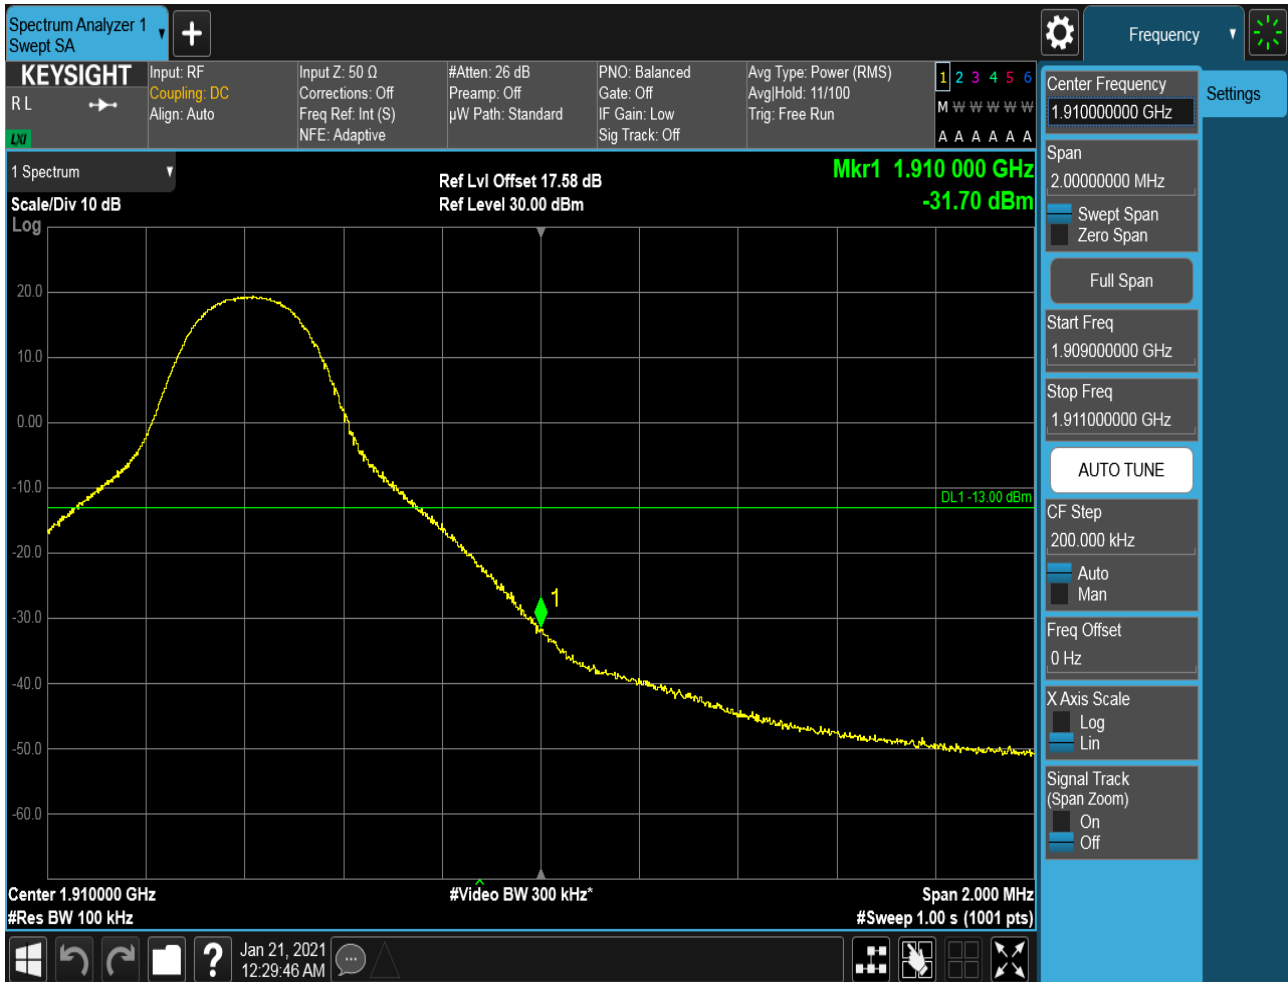 Spectrum Analyzer 1
Swept SA
+
Frequency
KEYSIGHT
R L
LXI
Input: RF
Coupling: DC
Align: Auto
Input Z: 50 Ω
Corrections: Off
Freq Ref: Int (S)
NFE: Adaptive
#Atten: 26 dB
Preamp: Off
µW Path: Standard
PNO: Balanced
Gate: Off
IF Gain: Low
Sig Track: Off
Avg Type: Power (RMS)
Avg|Hold: 11/100
Trig: Free Run
1 2 3 4 5 6
M W W W W W
A A A A A A
1 Spectrum
Scale/Div 10 dB
Log
Ref Lvl Offset 17.58 dB
Ref Level 30.00 dBm
Mkr1 1.910 000 GHz
-31.70 dBm
20.0
10.0
0.00
-10.0
DL1 -13.00 dBm
-20.0
1
-30.0
-40.0
-50.0
-60.0
Center 1.910000 GHz
#Video BW 300 kHz*
Span 2.000 MHz
#Res BW 100 kHz
#Sweep 1.00 s (1001 pts)
?
Jan 21, 2021
12:29:46 AM
Center Frequency
1.910000000 GHz
Settings
Span
2.00000000 MHz
Swept Span
Zero Span
Full Span
Start Freq
1.909000000 GHz
Stop Freq
1.911000000 GHz
AUTO TUNE
CF Step
200.000 kHz
Auto
Man
Freq Offset
0 Hz
X Axis Scale
Log
Lin
Signal Track
(Span Zoom)
On
Off